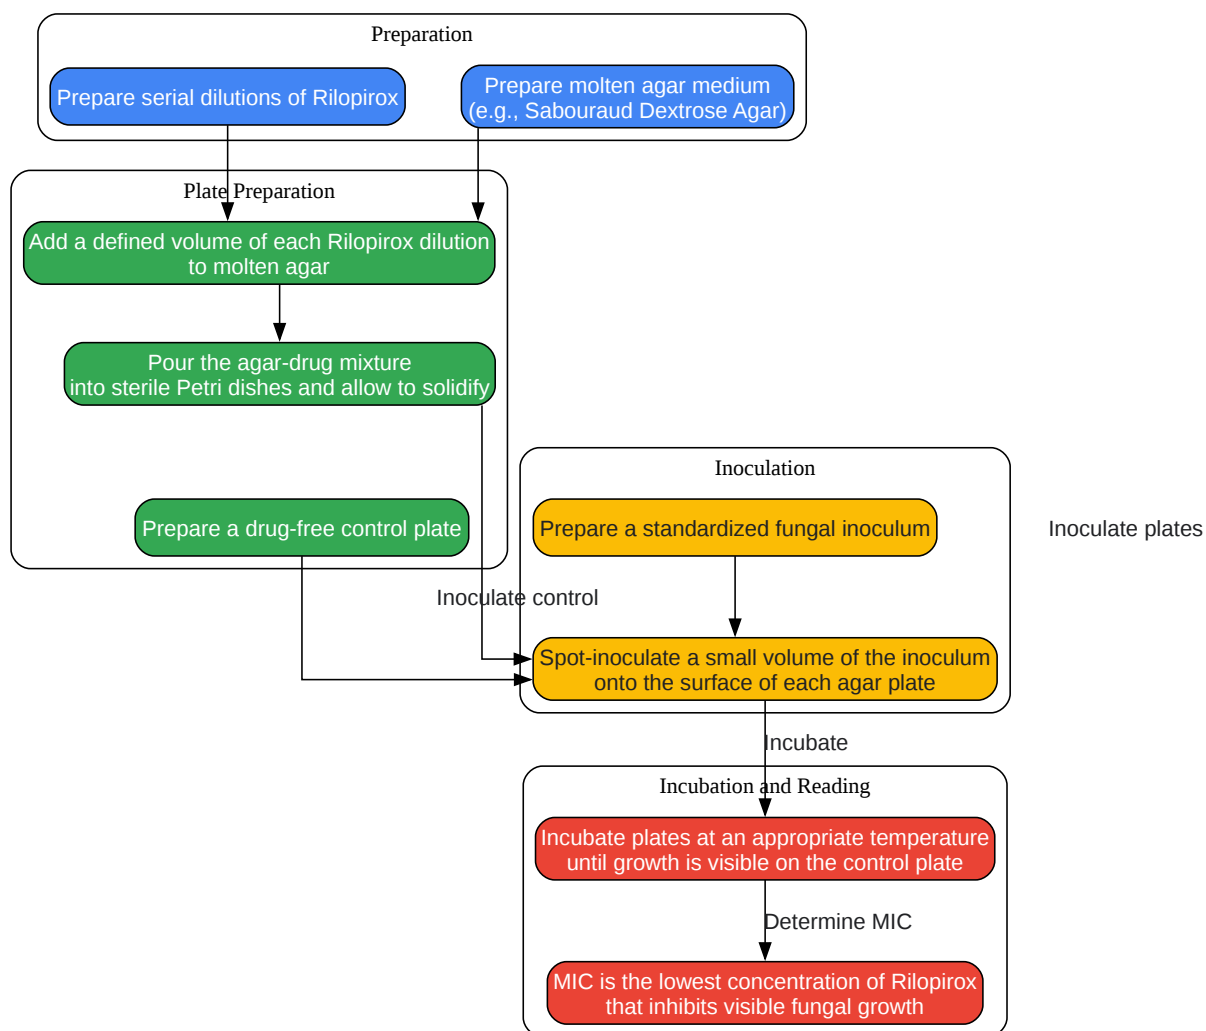 Preparation
Prepare serial dilutions of Rilopirox
Prepare molten agar medium
(e.g., Sabouraud Dextrose Agar)
Plate Preparation
Add a defined volume of each Rilopirox dilution
to molten agar
Pour the agar-drug mixture
into sterile Petri dishes and allow to solidify
Prepare a drug-free control plate
Inoculation
Prepare a standardized fungal inoculum
Inoculate plates
Inoculate control
Spot-inoculate a small volume of the inoculum
onto the surface of each agar plate
Incubate
Incubation and Reading
Incubate plates at an appropriate temperature
until growth is visible on the control plate
Determine MIC
MIC is the lowest concentration of Rilopirox
that inhibits visible fungal growth